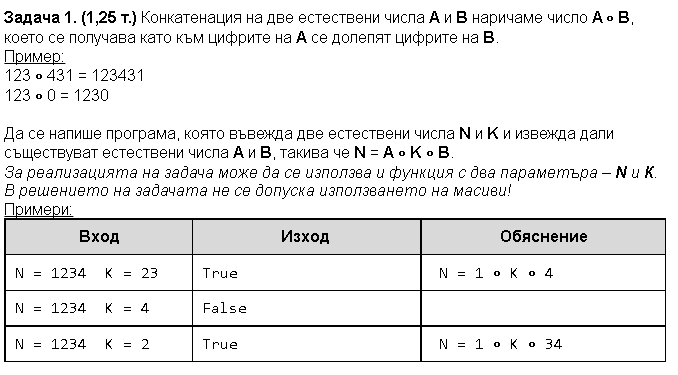 Задача 1. (1,25 т.) Конкатенация на две естествени числа A и B наричаме число A ∘ B,
което се получава като към цифрите на A се долепят цифрите на B.
Пример:
123 ∘ 431 = 123431
123 ∘ 0 = 1230
Да се напише програма, която въвежда две естествени числа N и K и извежда дали
съществуват естествени числа A и B, такива че N = A ∘ K ∘ B.
За реализацията на задача може да се използва и функция с два параметъра – N и K.
В решението на задачата не се допуска използването на масиви!
Примери:
Вход Изход Обяснение
N = 1234 K = 23 True N = 1 ∘ K ∘ 4
N = 1234 K = 4 False
N = 1234 K = 2 True N = 1 ∘ K ∘ 34